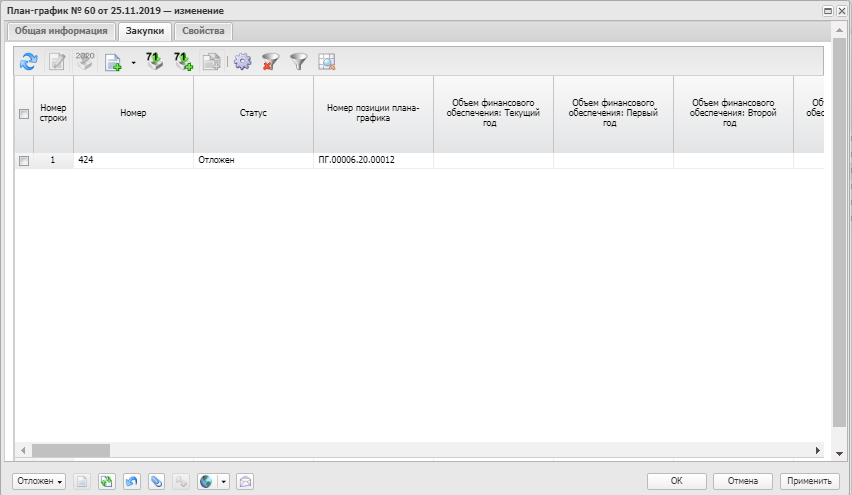 План-график № 60 от 25.11.2019 — изменение
Общая информация Закупки Свойства
2020 71 71
Номер строки Номер Статус Номер позиции плана-графика Объем финансового обеспечения: Текущий год Объем финансового обеспечения: Первый год Объем финансового обеспечения: Второй год
1 424 Отложен ПГ.00006.20.00012
Отложен ОК Отмена Применить